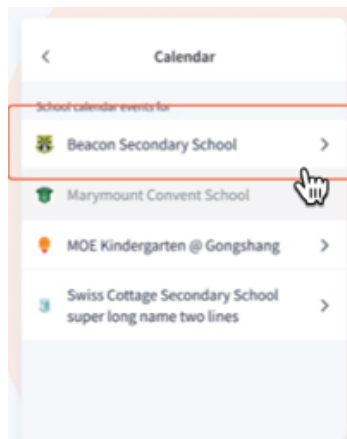 Calendar
School calendar events for
Beacon Secondary School
Marymount Convent School
MOE Kindergarten @ Gongshang
Swiss Cottage Secondary School
super long name two lines